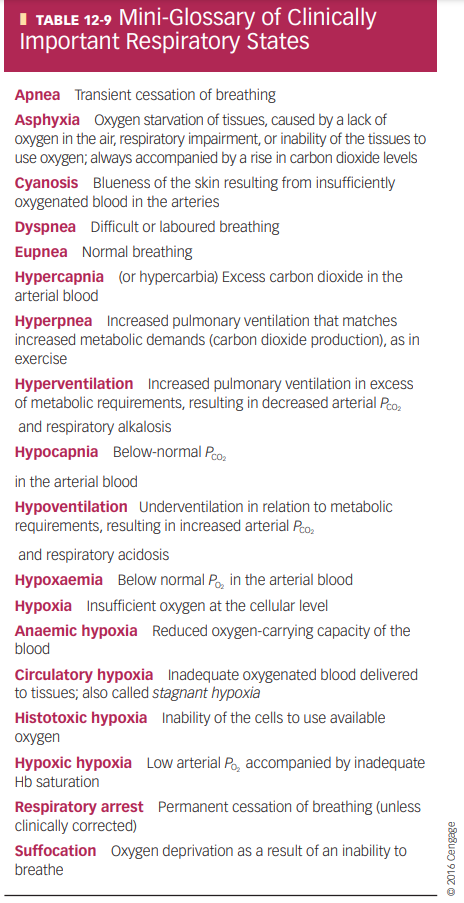 TABLE 12-9 Mini-Glossary of Clinically
Important Respiratory States
Apnea Transient cessation of breathing
Asphyxia Oxygen starvation of tissues, caused by a lack of
oxygen in the air, respiratory impairment, or inability of the tissues to
use oxygen; always accompanied by a rise in carbon dioxide levels
Cyanosis Blueness of the skin resulting from insufficiently
oxygenated blood in the arteries
Dyspnea Difficult or laboured breathing
Eupnea Normal breathing
Hypercapnia (or hypercarbia) Excess carbon dioxide in the
arterial blood
Hyperpnea Increased pulmonary ventilation that matches
increased metabolic demands (carbon dioxide production), as in
exercise
Hyperventilation Increased pulmonary ventilation in excess
of metabolic requirements, resulting in decreased arterial PCO₂
and respiratory alkalosis
Hypocapnia Below-normal PCO₂
in the arterial blood
Hypoventilation Underventilation in relation to metabolic
requirements, resulting in increased arterial PCO₂
and respiratory acidosis
Hypoxaemia Below normal PO₂ in the arterial blood
Hypoxia Insufficient oxygen at the cellular level
Anaemic hypoxia Reduced oxygen-carrying capacity of the
blood
Circulatory hypoxia Inadequate oxygenated blood delivered
to tissues; also called stagnant hypoxia
Histotoxic hypoxia Inability of the cells to use available
oxygen
Hypoxic hypoxia Low arterial PO₂ accompanied by inadequate
Hb saturation
Respiratory arrest Permanent cessation of breathing (unless
clinically corrected)
Suffocation Oxygen deprivation as a result of an inability to
breathe
© 2016 Cengage